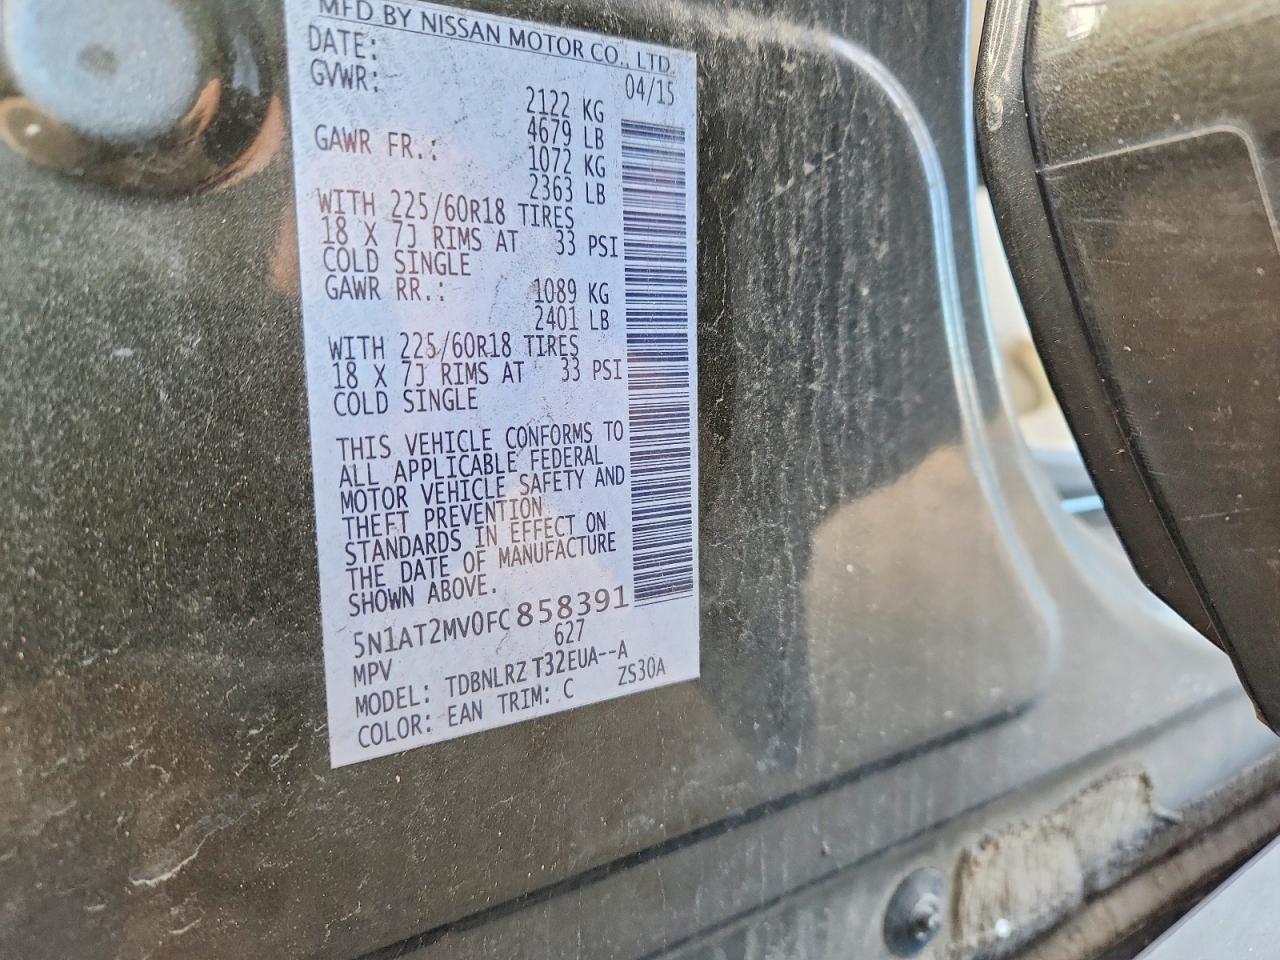 MFD BY NISSAN MOTOR CO., LTD.
DATE: 04/15
GVWR: 2122 KG
4679 LB
GAWR FR.: 1072 KG
2363 LB
WITH 225/60R18 TIRES
18 X 7J RIMS AT 33 PSI
COLD SINGLE
GAWR RR.: 1089 KG
2401 LB
WITH 225/60R18 TIRES
18 X 7J RIMS AT 33 PSI
COLD SINGLE
THIS VEHICLE CONFORMS TO
ALL APPLICABLE FEDERAL
MOTOR VEHICLE SAFETY AND
THEFT PREVENTION
STANDARDS IN EFFECT ON
THE DATE OF MANUFACTURE
SHOWN ABOVE.
5N1AT2MV0FC858391
MPV 627
MODEL: TDBNLRZ T32EUA--A
COLOR: EAN TRIM: C ZS30A